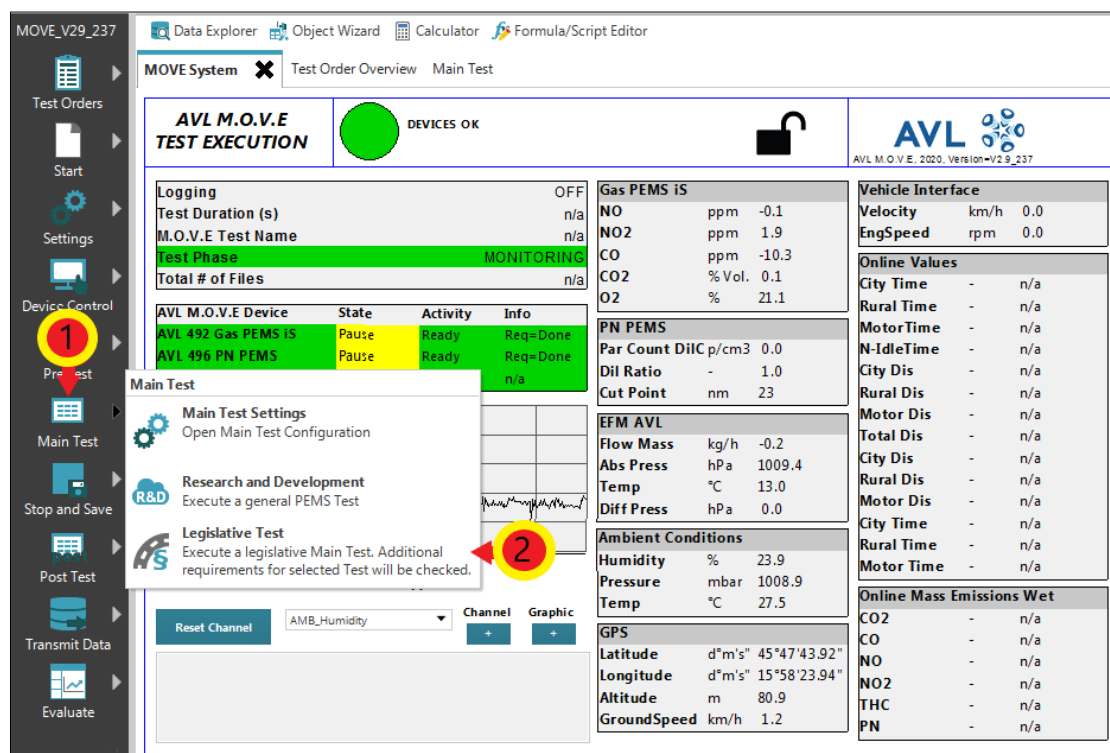 MOVE_V29_237
Data Explorer Object Wizard Calculator Formula/Script Editor
MOVE System Test Order Overview Main Test
Test Orders
Start
Settings
Device Control
1
Pre Test
Main Test
Stop and Save
Post Test
Transmit Data
Evaluate
AVL M.O.V.E
TEST EXECUTION
DEVICES OK
AVL
AVL M.O.V.E, 2020, Version=V2.9_237
Logging OFF
Test Duration (s) n/a
M.O.V.E Test Name n/a
Test Phase MONITORING
Total # of Files n/a
AVL M.O.V.E Device State Activity Info
AVL 492 Gas PEMS iS Pause Ready Req=Done
AVL 496 PN PEMS Pause Ready Req=Done
n/a
Main Test
Main Test Settings
Open Main Test Configuration
R&D
Research and Development
Execute a general PEMS Test
§
Legislative Test
Execute a legislative Main Test. Additional
requirements for selected Test will be checked.
2
Reset Channel
AMB_Humidity
Channel Graphic
+ +
Gas PEMS iS
NO ppm -0.1
NO2 ppm 1.9
CO ppm -10.3
CO2 % Vol. 0.1
O2 % 21.1
PN PEMS
Par Count DilC p/cm3 0.0
Dil Ratio - 1.0
Cut Point nm 23
EFM AVL
Flow Mass kg/h -0.2
Abs Press hPa 1009.4
Temp °C 13.0
Diff Press hPa 0.0
Ambient Conditions
Humidity % 23.9
Pressure mbar 1008.9
Temp °C 27.5
GPS
Latitude d°m's" 45°47'43.92"
Longitude d°m's" 15°58'23.94"
Altitude m 80.9
GroundSpeed km/h 1.2
Vehicle Interface
Velocity km/h 0.0
EngSpeed rpm 0.0
Online Values
City Time - n/a
Rural Time - n/a
MotorTime - n/a
N-IdleTime - n/a
City Dis - n/a
Rural Dis - n/a
Motor Dis - n/a
Total Dis - n/a
City Dis - n/a
Rural Dis - n/a
Motor Dis - n/a
City Time - n/a
Rural Time - n/a
Motor Time - n/a
Online Mass Emissions Wet
CO2 - n/a
CO - n/a
NO - n/a
NO2 - n/a
THC - n/a
PN - n/a